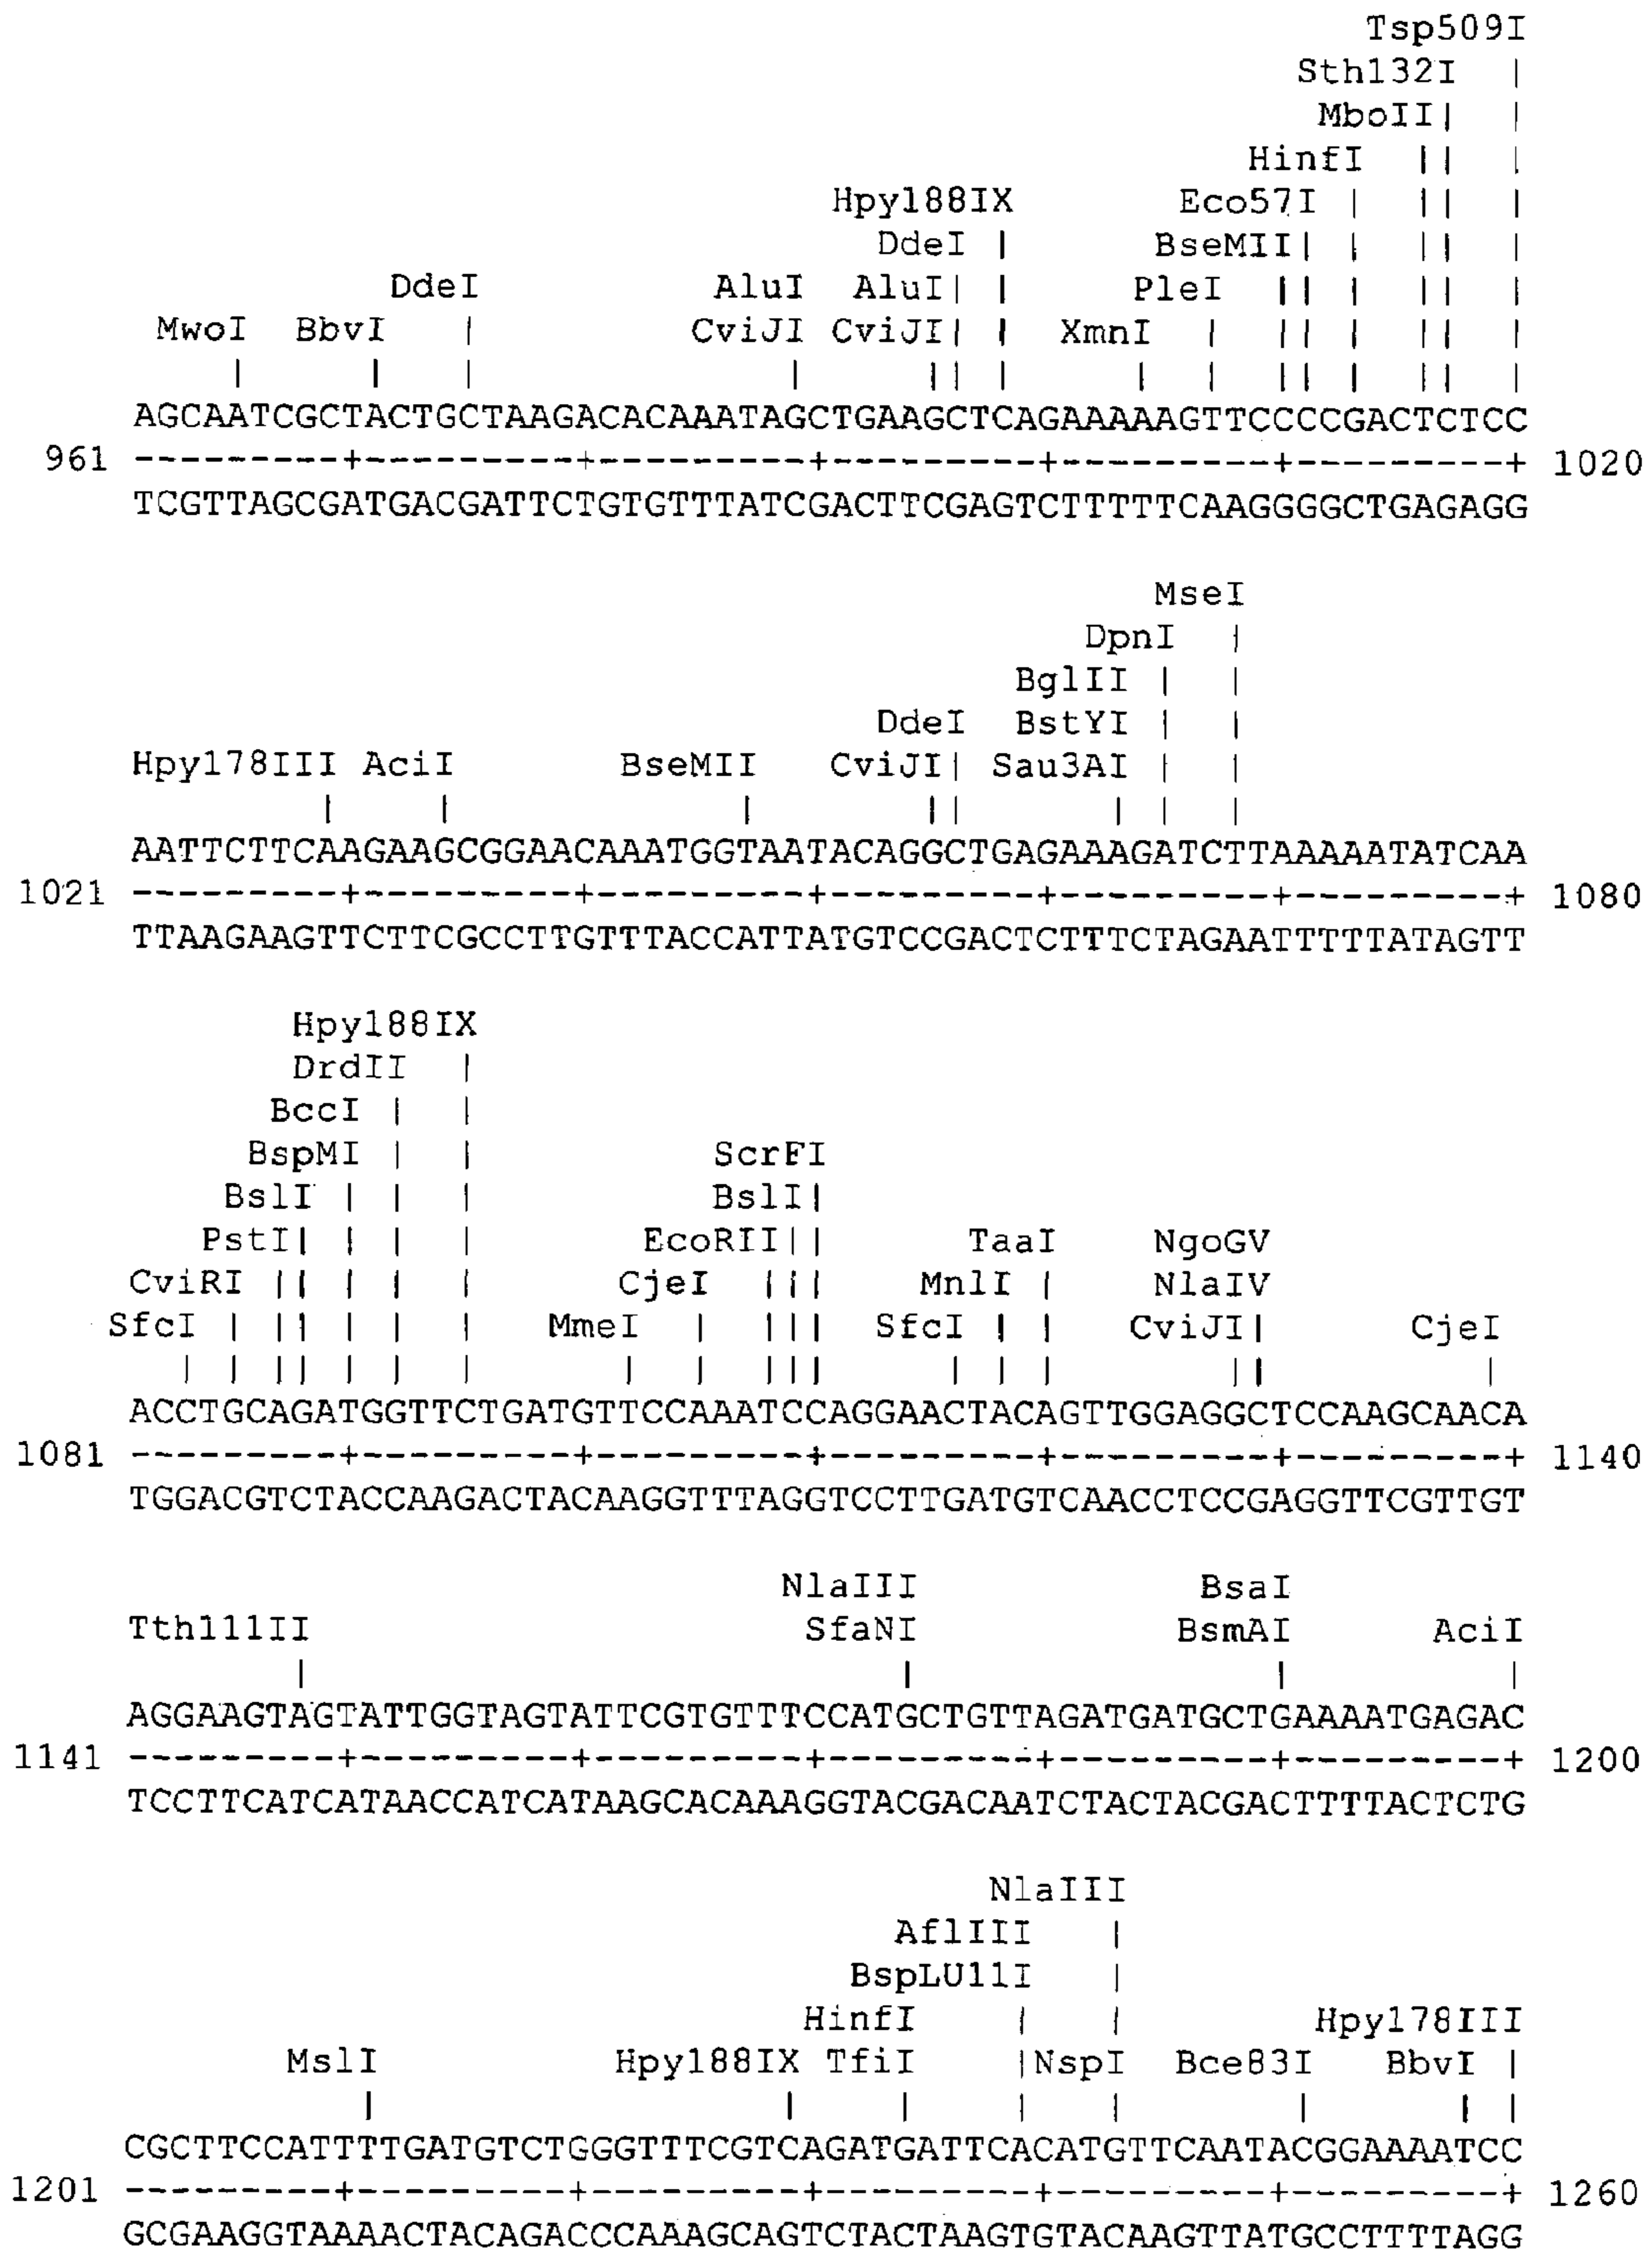 Tsp509I
Sth132I |
MboII| |
HinfI || |
Hpy188IX Eco57I | || |
DdeI | BseMII| | || |
DdeI AluI AluI| | PleI || | || |
MwoI BbvI | CviJI CviJI| | XmnI | || | || |
| | | | || | | | || | || |
AGCAATCGCTACTGCTAAGACACAAATAGCTGAAGCTCAGAAAAAGTTCCCCGACTCTCC
961 ---------+---------+---------+---------+---------+---------+ 1020
TCGTTAGCGATGACGATTCTGTGTTTATCGACTTCGAGTCTTTTTCAAGGGGCTGAGAGG
MseI
DpnI |
BglII | |
DdeI BstYI | |
Hpy178III AciI BseMII CviJI| Sau3AI | |
| | | || | | |
AATTCTTCAAGAAGCGGAACAAATGGTAATACAGGCTGAGAAAGATCTTAAAAATATCAA
1021 ---------+---------+---------+---------+---------+---------+ 1080
TTAAGAAGTTCTTCGCCTTGTTTACCATTATGTCCGACTCTTTCTAGAATTTTTATAGTT
Hpy188IX
DrdII |
BccI | |
BspMI | | ScrFI
BslI | | | BslI|
PstI| | | | EcoRII|| TaaI NgoGV
CviRI || | | | CjeI ||| MnlI | NlaIV
SfcI | || | | | MmeI | ||| SfcI | | CviJI| CjeI
| | || | | | | | ||| | | | || |
ACCTGCAGATGGTTCTGATGTTCCAAATCCAGGAACTACAGTTGGAGGCTCCAAGCAACA
1081 ---------+---------+---------+---------+---------+---------+ 1140
TGGACGTCTACCAAGACTACAAGGTTTAGGTCCTTGATGTCAACCTCCGAGGTTCGTTGT
NlaIII BsaI
Tth111II SfaNI BsmAI AciI
| | | |
AGGAAGTAGTATTGGTAGTATTCGTGTTTCCATGCTGTTAGATGATGCTGAAAATGAGAC
1141 ---------+---------+---------+---------+---------+---------+ 1200
TCCTTCATCATAACCATCATAAGCACAAAGGTACGACAATCTACTACGACTTTTACTCTG
NlaIII
AflIII |
BspLU11I |
HinfI | | Hpy178III
MslI Hpy188IX TfiI |NspI Bce83I BbvI |
| | | | | | | |
CGCTTCCATTTTGATGTCTGGGTTTCGTCAGATGATTCACATGTTCAATACGGAAAATCC
1201 ---------+---------+---------+---------+---------+---------+ 1260
GCGAAGGTAAAACTACAGACCCAAAGCAGTCTACTAAGTGTACAAGTTATGCCTTTTAGG